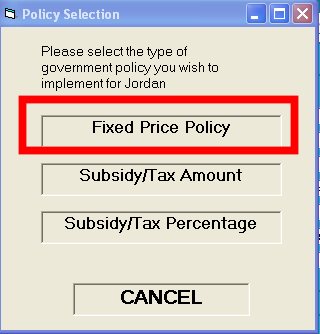 Policy Selection
Please select the type of
government policy you wish to
implement for Jordan
Fixed Price Policy
Subsidy/Tax Amount
Subsidy/Tax Percentage
CANCEL